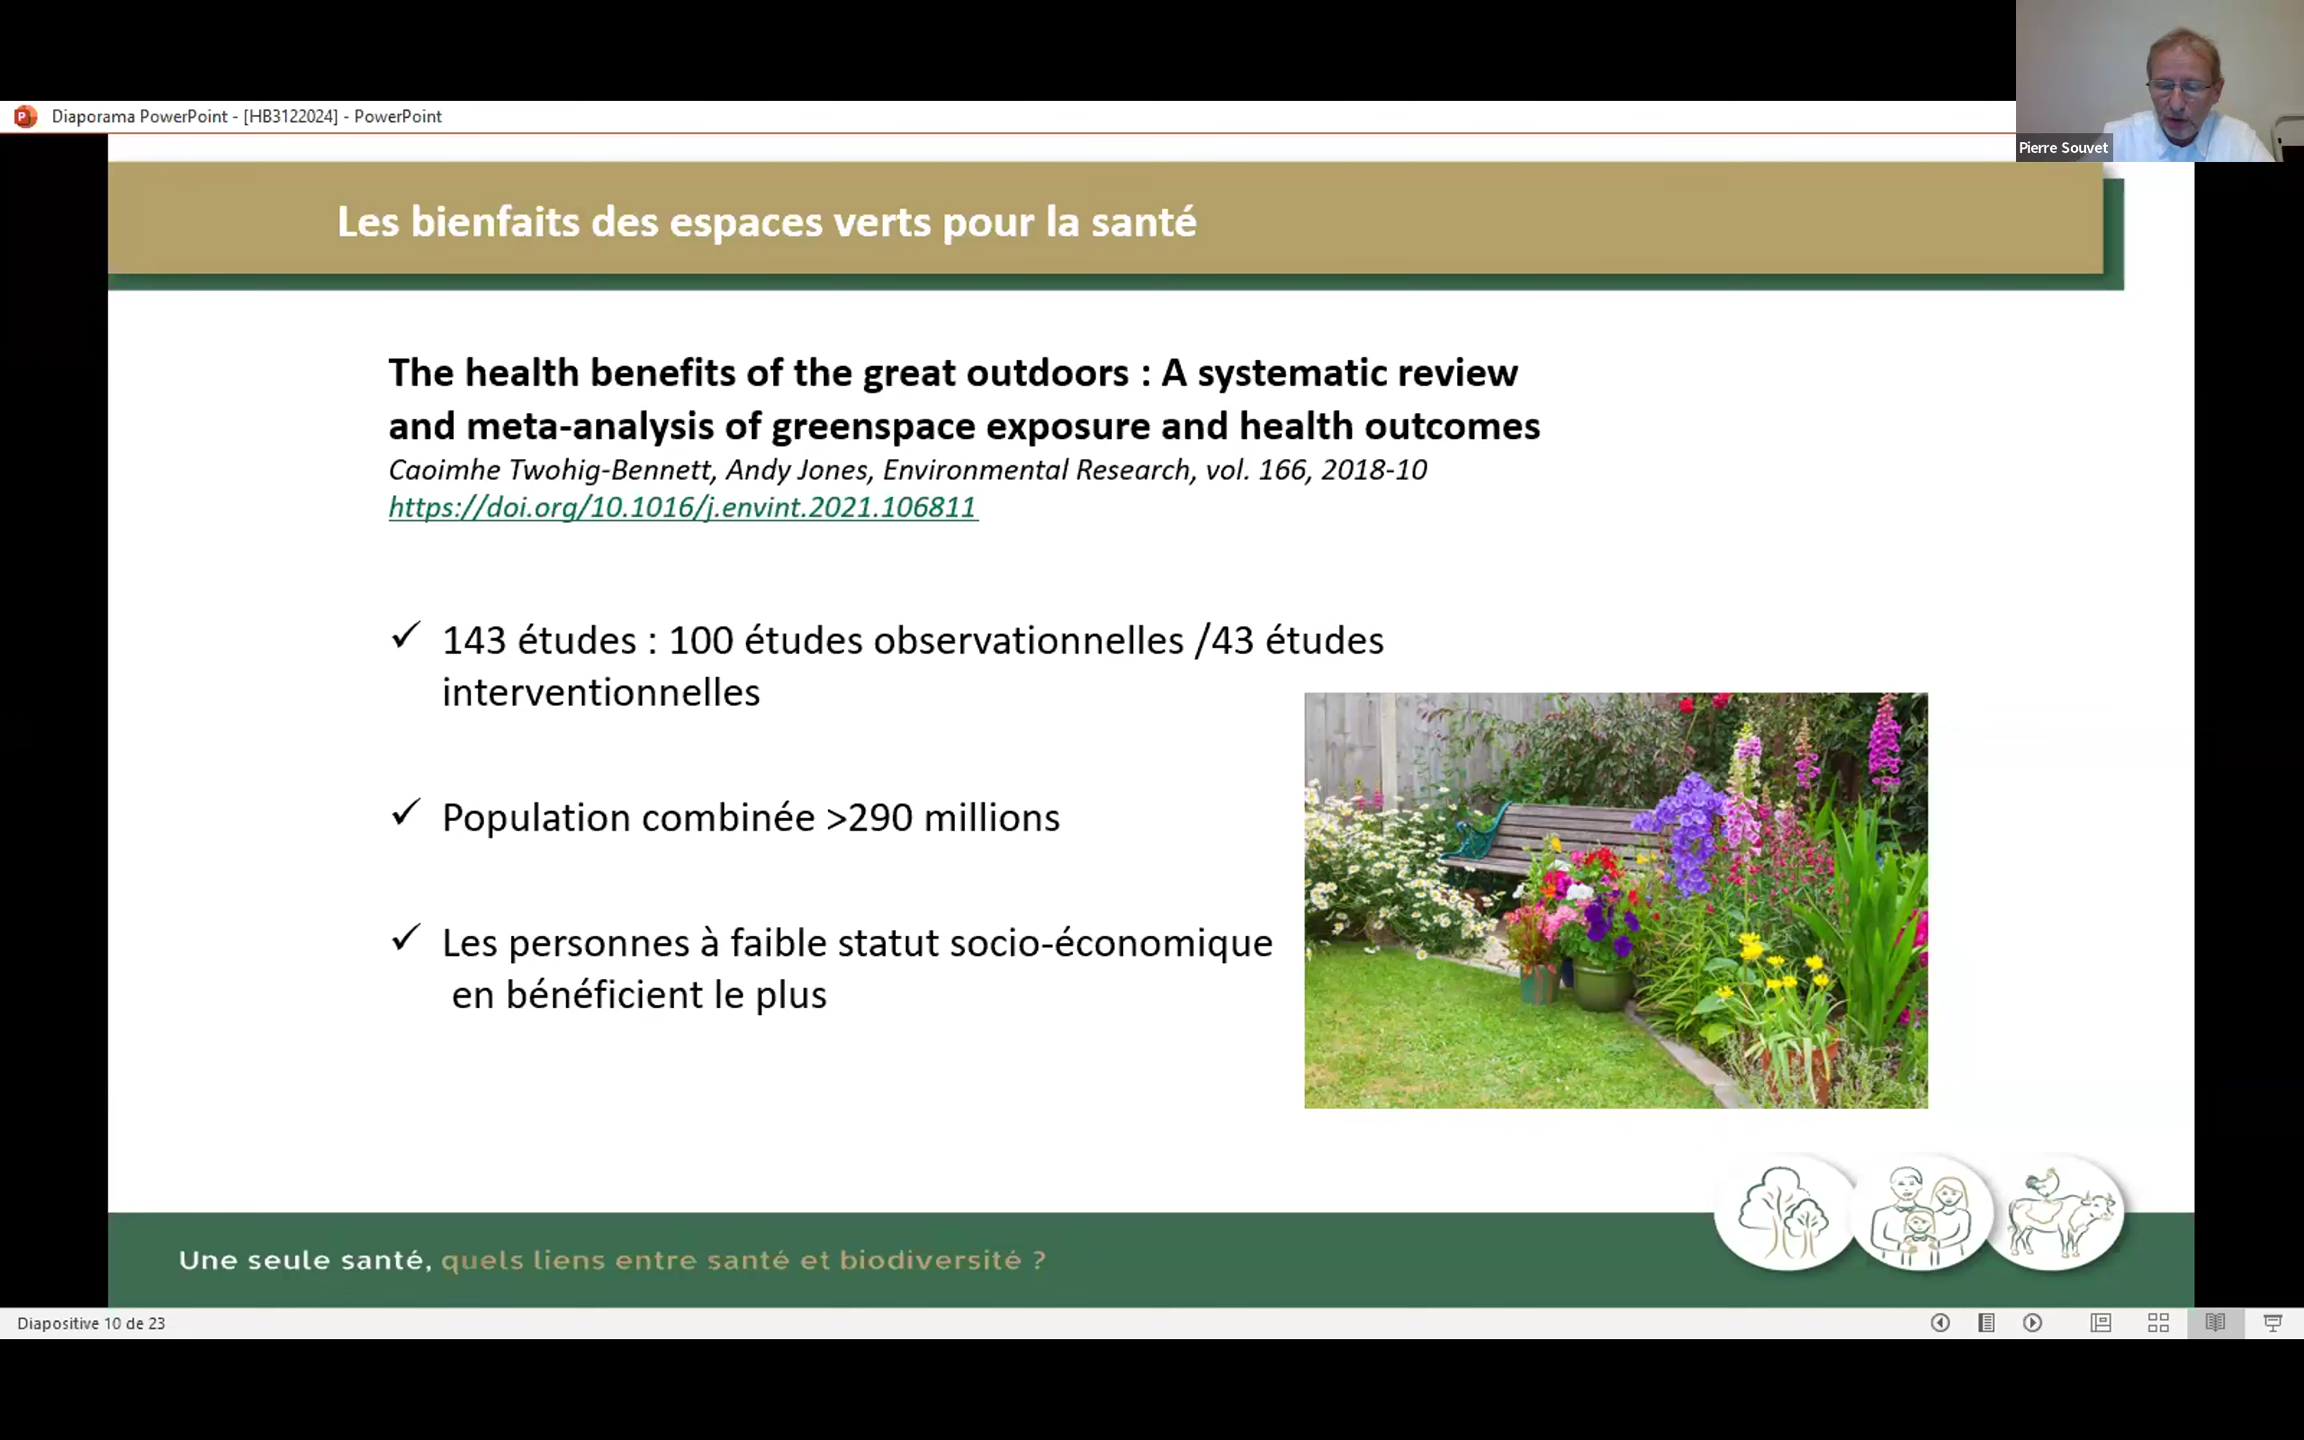 Diaporama PowerPoint - [HB3122024] - PowerPoint
Pierre Souvet
Les bienfaits des espaces verts pour la santé
The health benefits of the great outdoors : A systematic review
and meta-analysis of greenspace exposure and health outcomes
Caoimhe Twohig-Bennett, Andy Jones, Environmental Research, vol. 166, 2018-10
https://doi.org/10.1016/j.envint.2021.106811
✓ 143 études : 100 études observationnelles /43 études
interventionnelles
✓ Population combinée >290 millions
✓ Les personnes à faible statut socio-économique
en bénéficient le plus
Une seule santé, quels liens entre santé et biodiversité ?
Diapositive 10 de 23